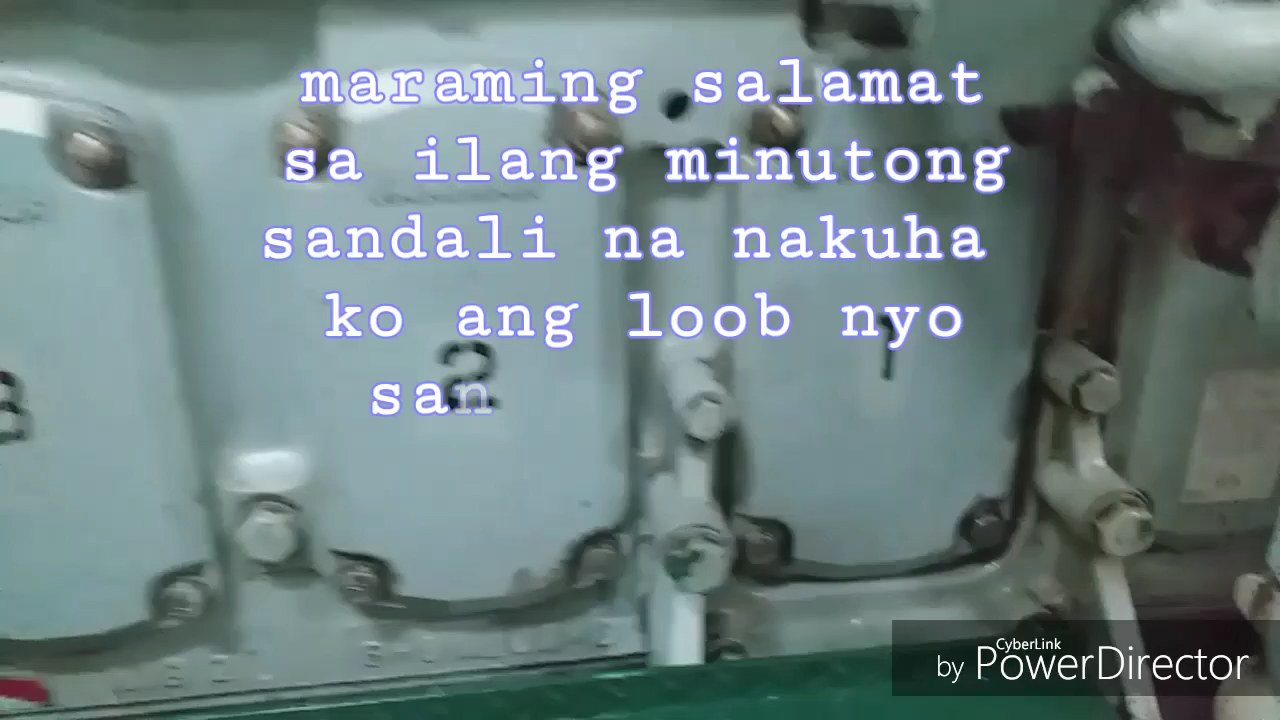 maraming salamat
sa ilang minutong
sandali na nakuha
ko ang loob nyo
san
3
2
1
by CyberLink PowerDirector